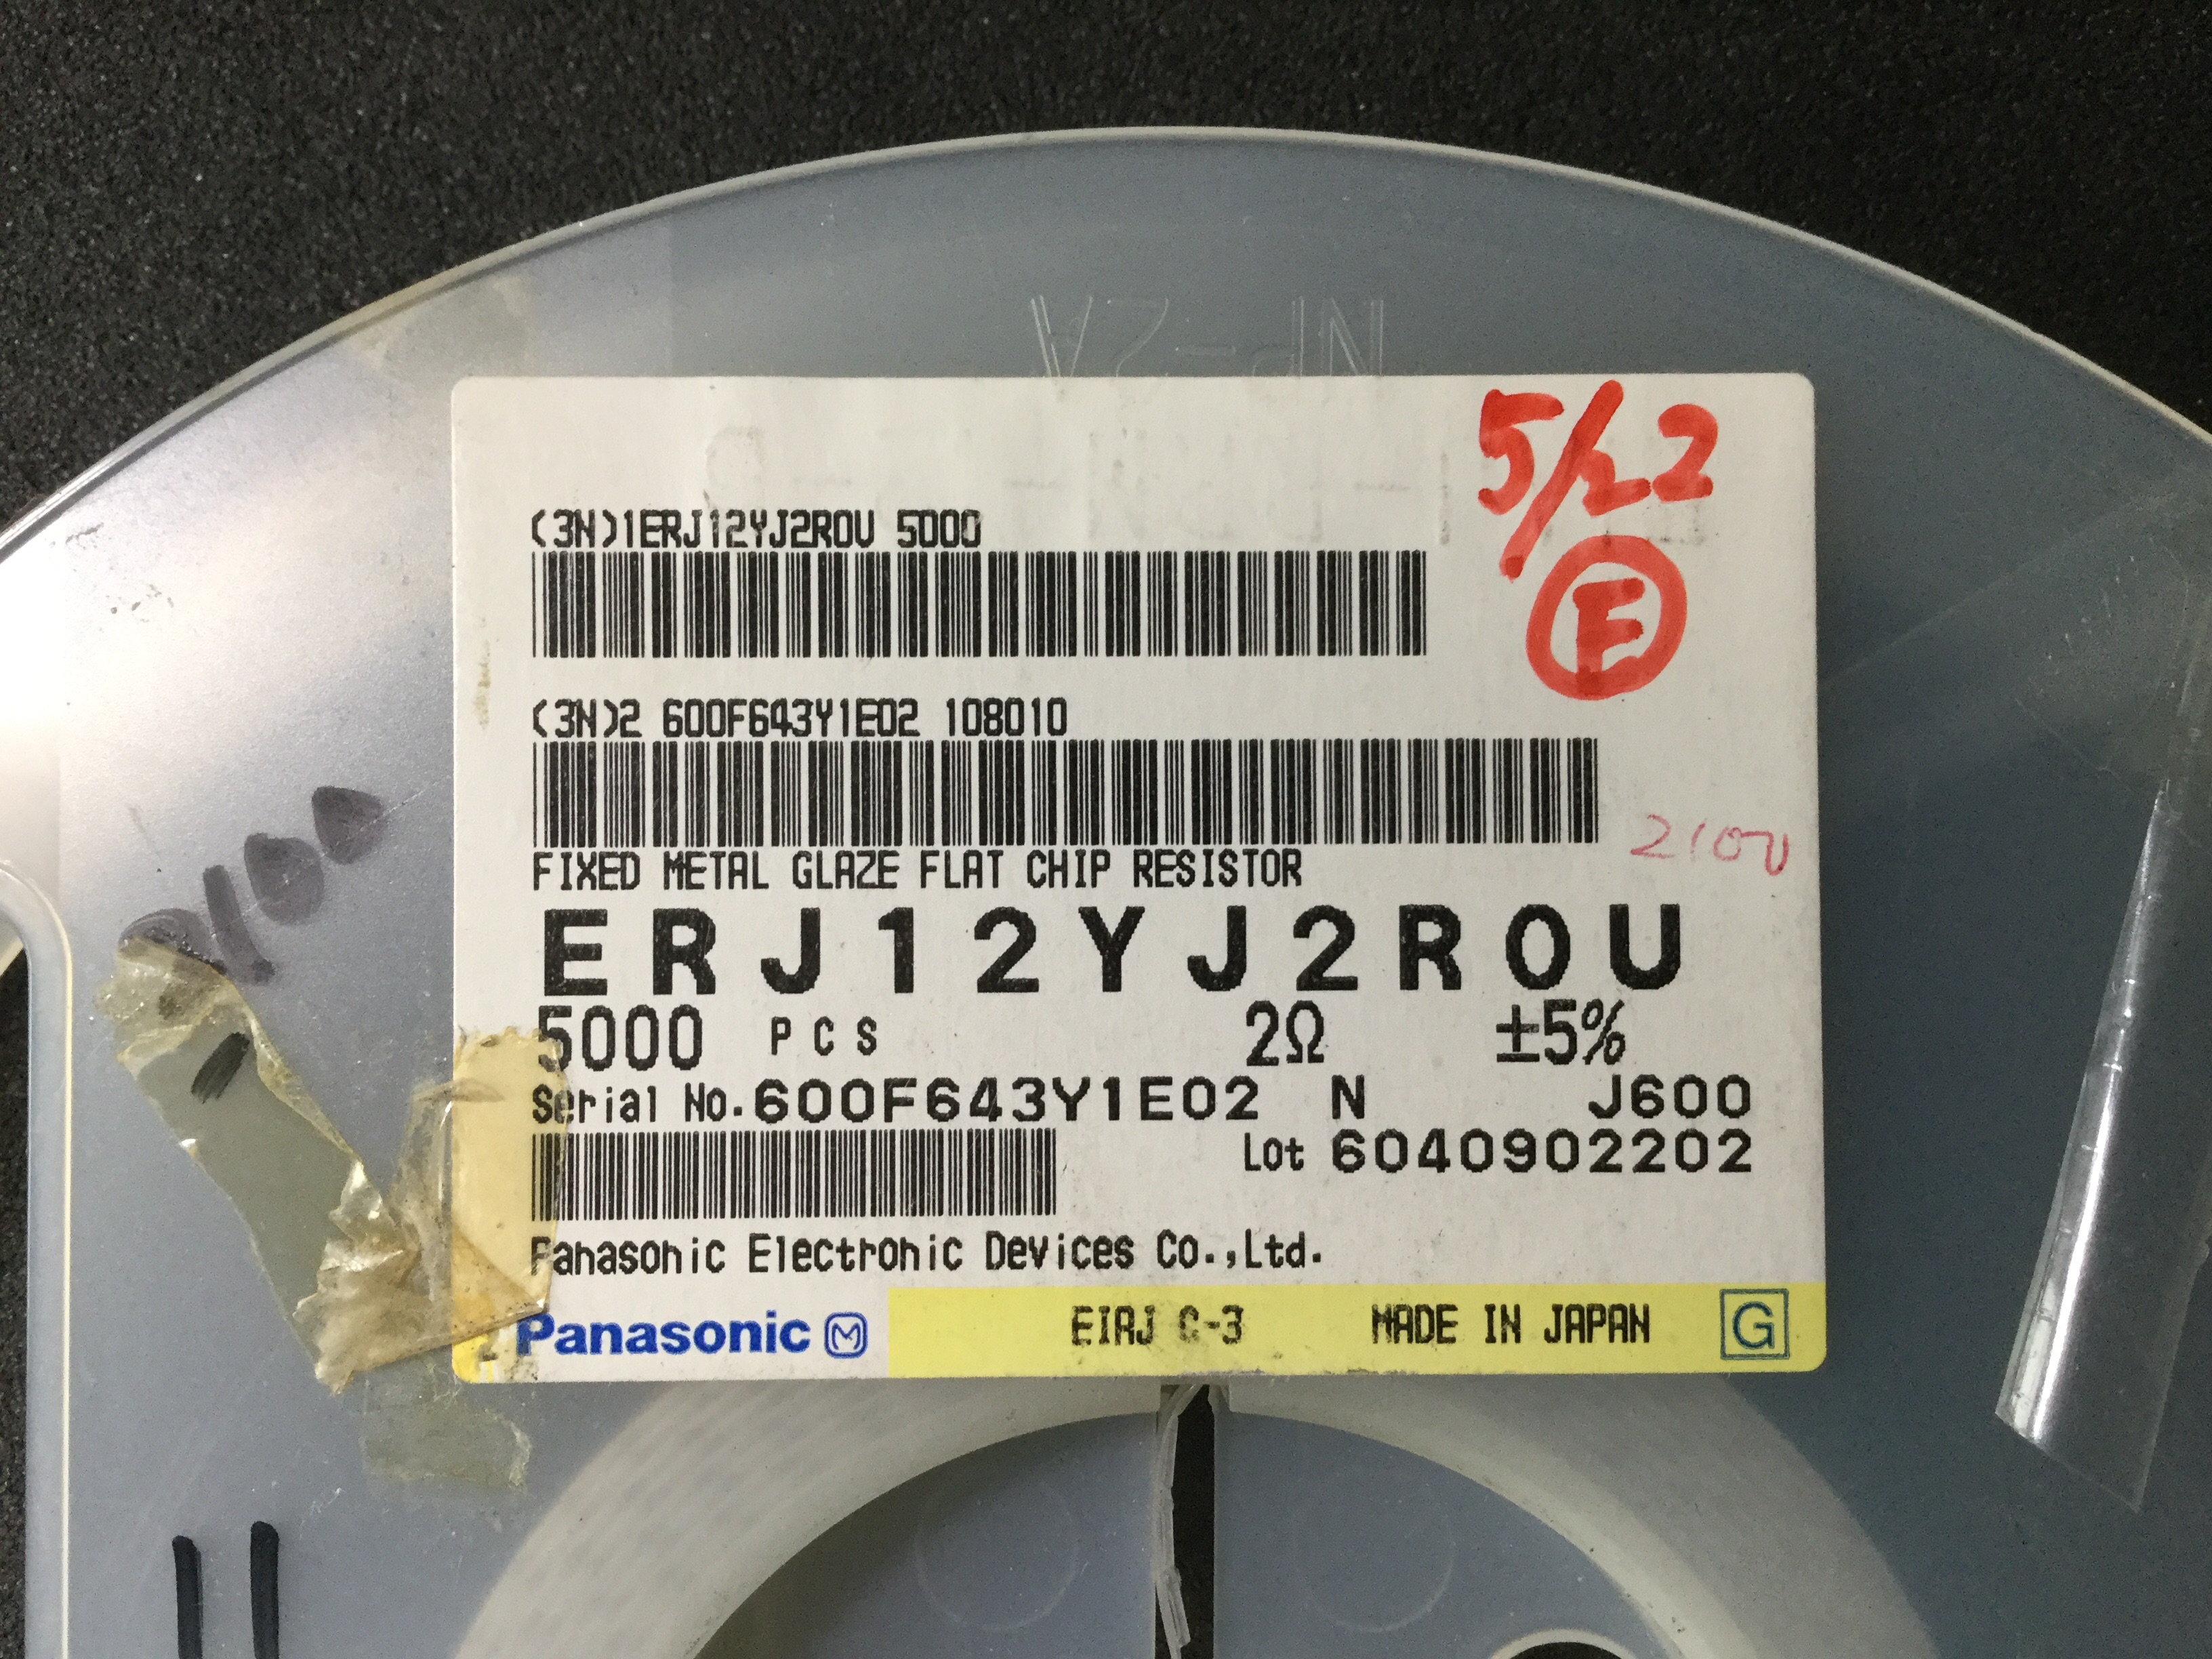 5/22
E
(3N)1ERJ12YJ2R0U 5000
(3N)2 600F643Y1E02 108010
2100
FIXED METAL GLAZE FLAT CHIP RESISTOR
ERJ12YJ2R0U
5000 PCS 2Ω ±5%
Serial No.600F643Y1E02 N J600
Lot 6040902202
Panasonic Electronic Devices Co.,Ltd.
Panasonic M EIAJ C-3 MADE IN JAPAN G